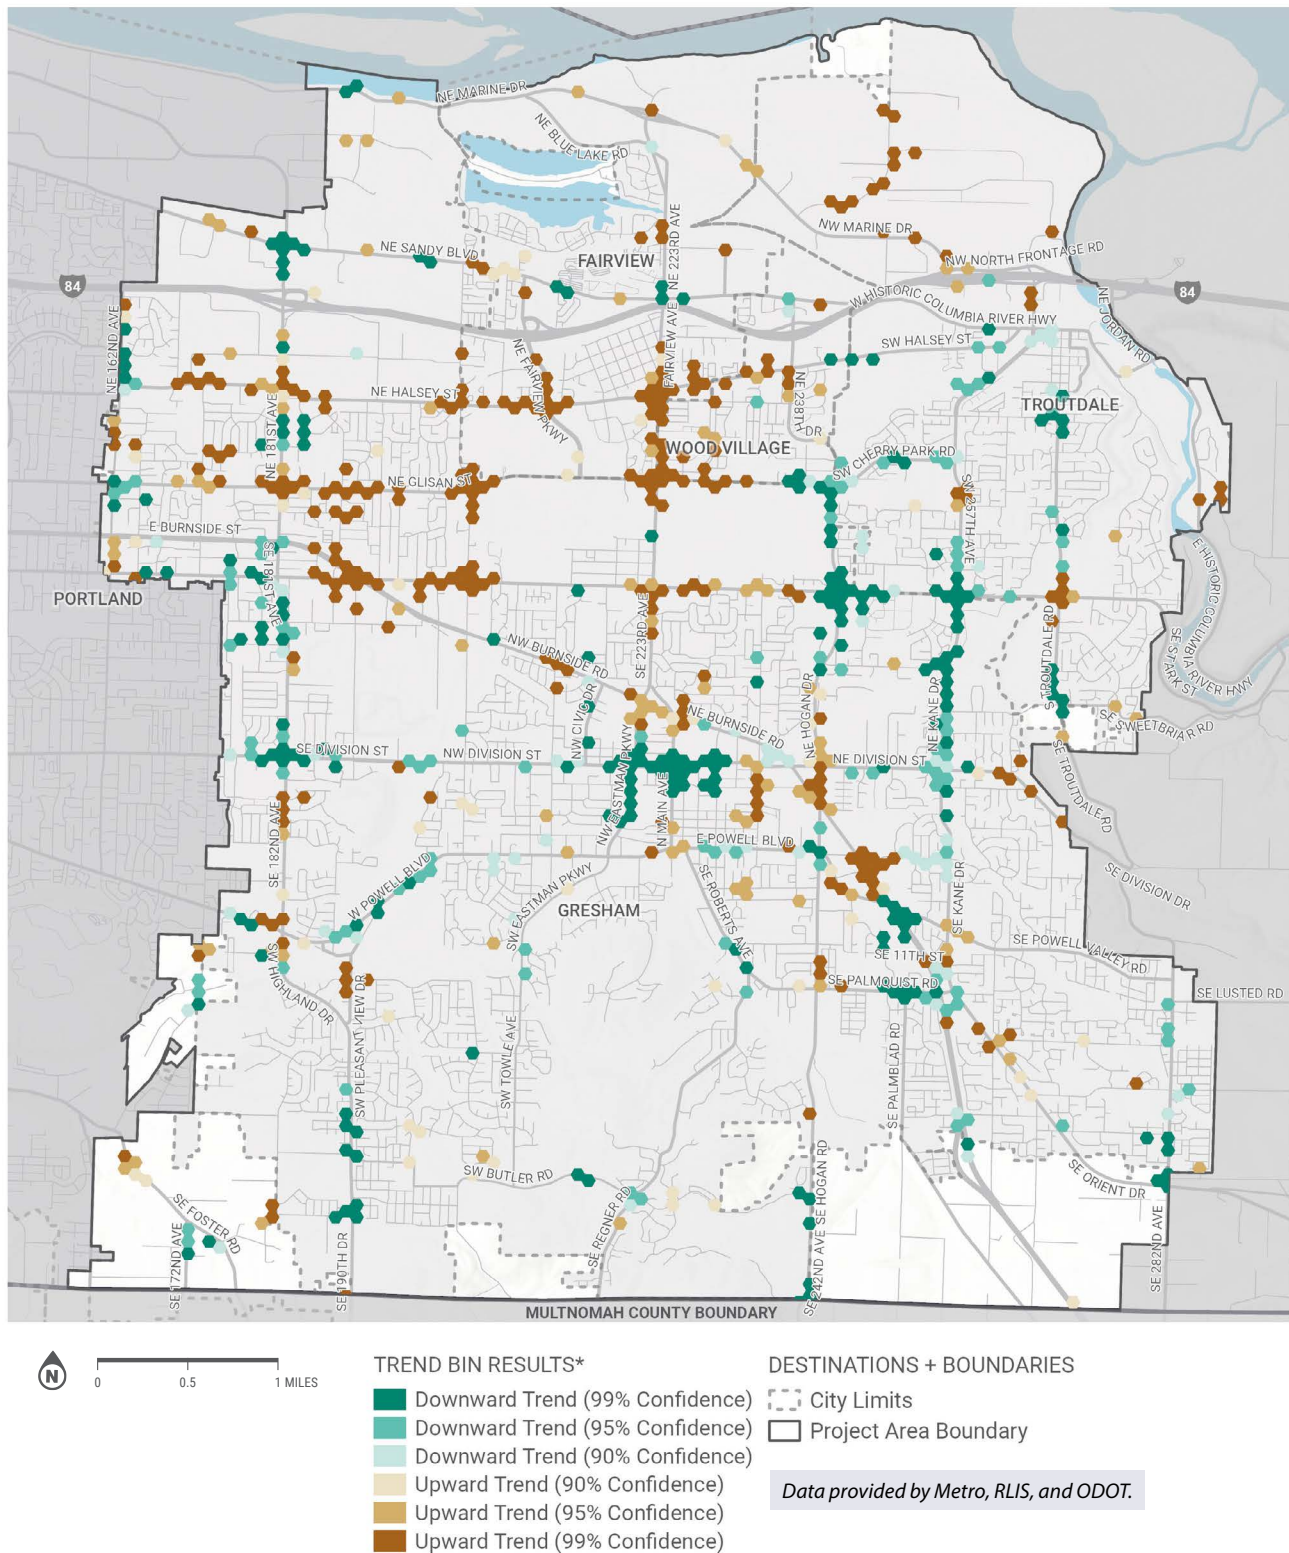 NE MARINE DR
NE BLUE LAKE RD
NE 223RD AVE
NW MARINE DR
NE SANDY BLVD
FAIRVIEW
NW NORTH FRONTAGE RD
84
84
W HISTORIC COLUMBIA RIVER HWY
NE JORDAN RD
NE 162ND AVE
FAIRVIEW AVE
SW HALSEY ST
NE FAIRVIEW PKWY
NE HALSEY ST
NE 238TH DR
TROUTDALE
NE 181ST AVE
WOOD VILLAGE
SW CHERRY PARK RD
NE GLISAN ST
SW 257TH AVE
E BURNSIDE ST
SE 181ST AVE
E HISTORIC COLUMBIA RIVER HWY
PORTLAND
SE 223RD AVE
S TROUTDALE RD
SE STARK ST
NW BURNSIDE RD
NW CIVIC DR
NE HOGAN DR
NE KANE DR
NE BURNSIDE RD
SE SWEETBRIAR RD
SE DIVISION ST
NW DIVISION ST
NW EASTMAN PKWY
NE DIVISION ST
SE TROUTDALE RD
N MAIN AVE
SE 182ND AVE
E POWELL BLVD
W POWELL BLVD
SW EASTMAN PKWY
SE ROBERTS AVE
SE KANE DR
SE DIVISION DR
GRESHAM
SE POWELL VALLEY RD
SE 11TH ST
SW HIGHLAND DR
SE PALMQUIST RD
SE LUSTED RD
SW PLEASANT VIEW DR
SW TOWLE AVE
SE PALMBLAD RD
SW BUTLER RD
SE HOGAN RD
SE ORIENT DR
SE FOSTER RD
SE REGNER RD
SE 172ND AVE
SE 190TH DR
SE 242ND AVE
SE 282ND AVE
MULTNOMAH COUNTY BOUNDARY
N
0 0.5 1 MILES
TREND BIN RESULTS*
Downward Trend (99% Confidence)
Downward Trend (95% Confidence)
Downward Trend (90% Confidence)
Upward Trend (90% Confidence)
Upward Trend (95% Confidence)
Upward Trend (99% Confidence)
DESTINATIONS + BOUNDARIES
City Limits
Project Area Boundary
Data provided by Metro, RLIS, and ODOT.